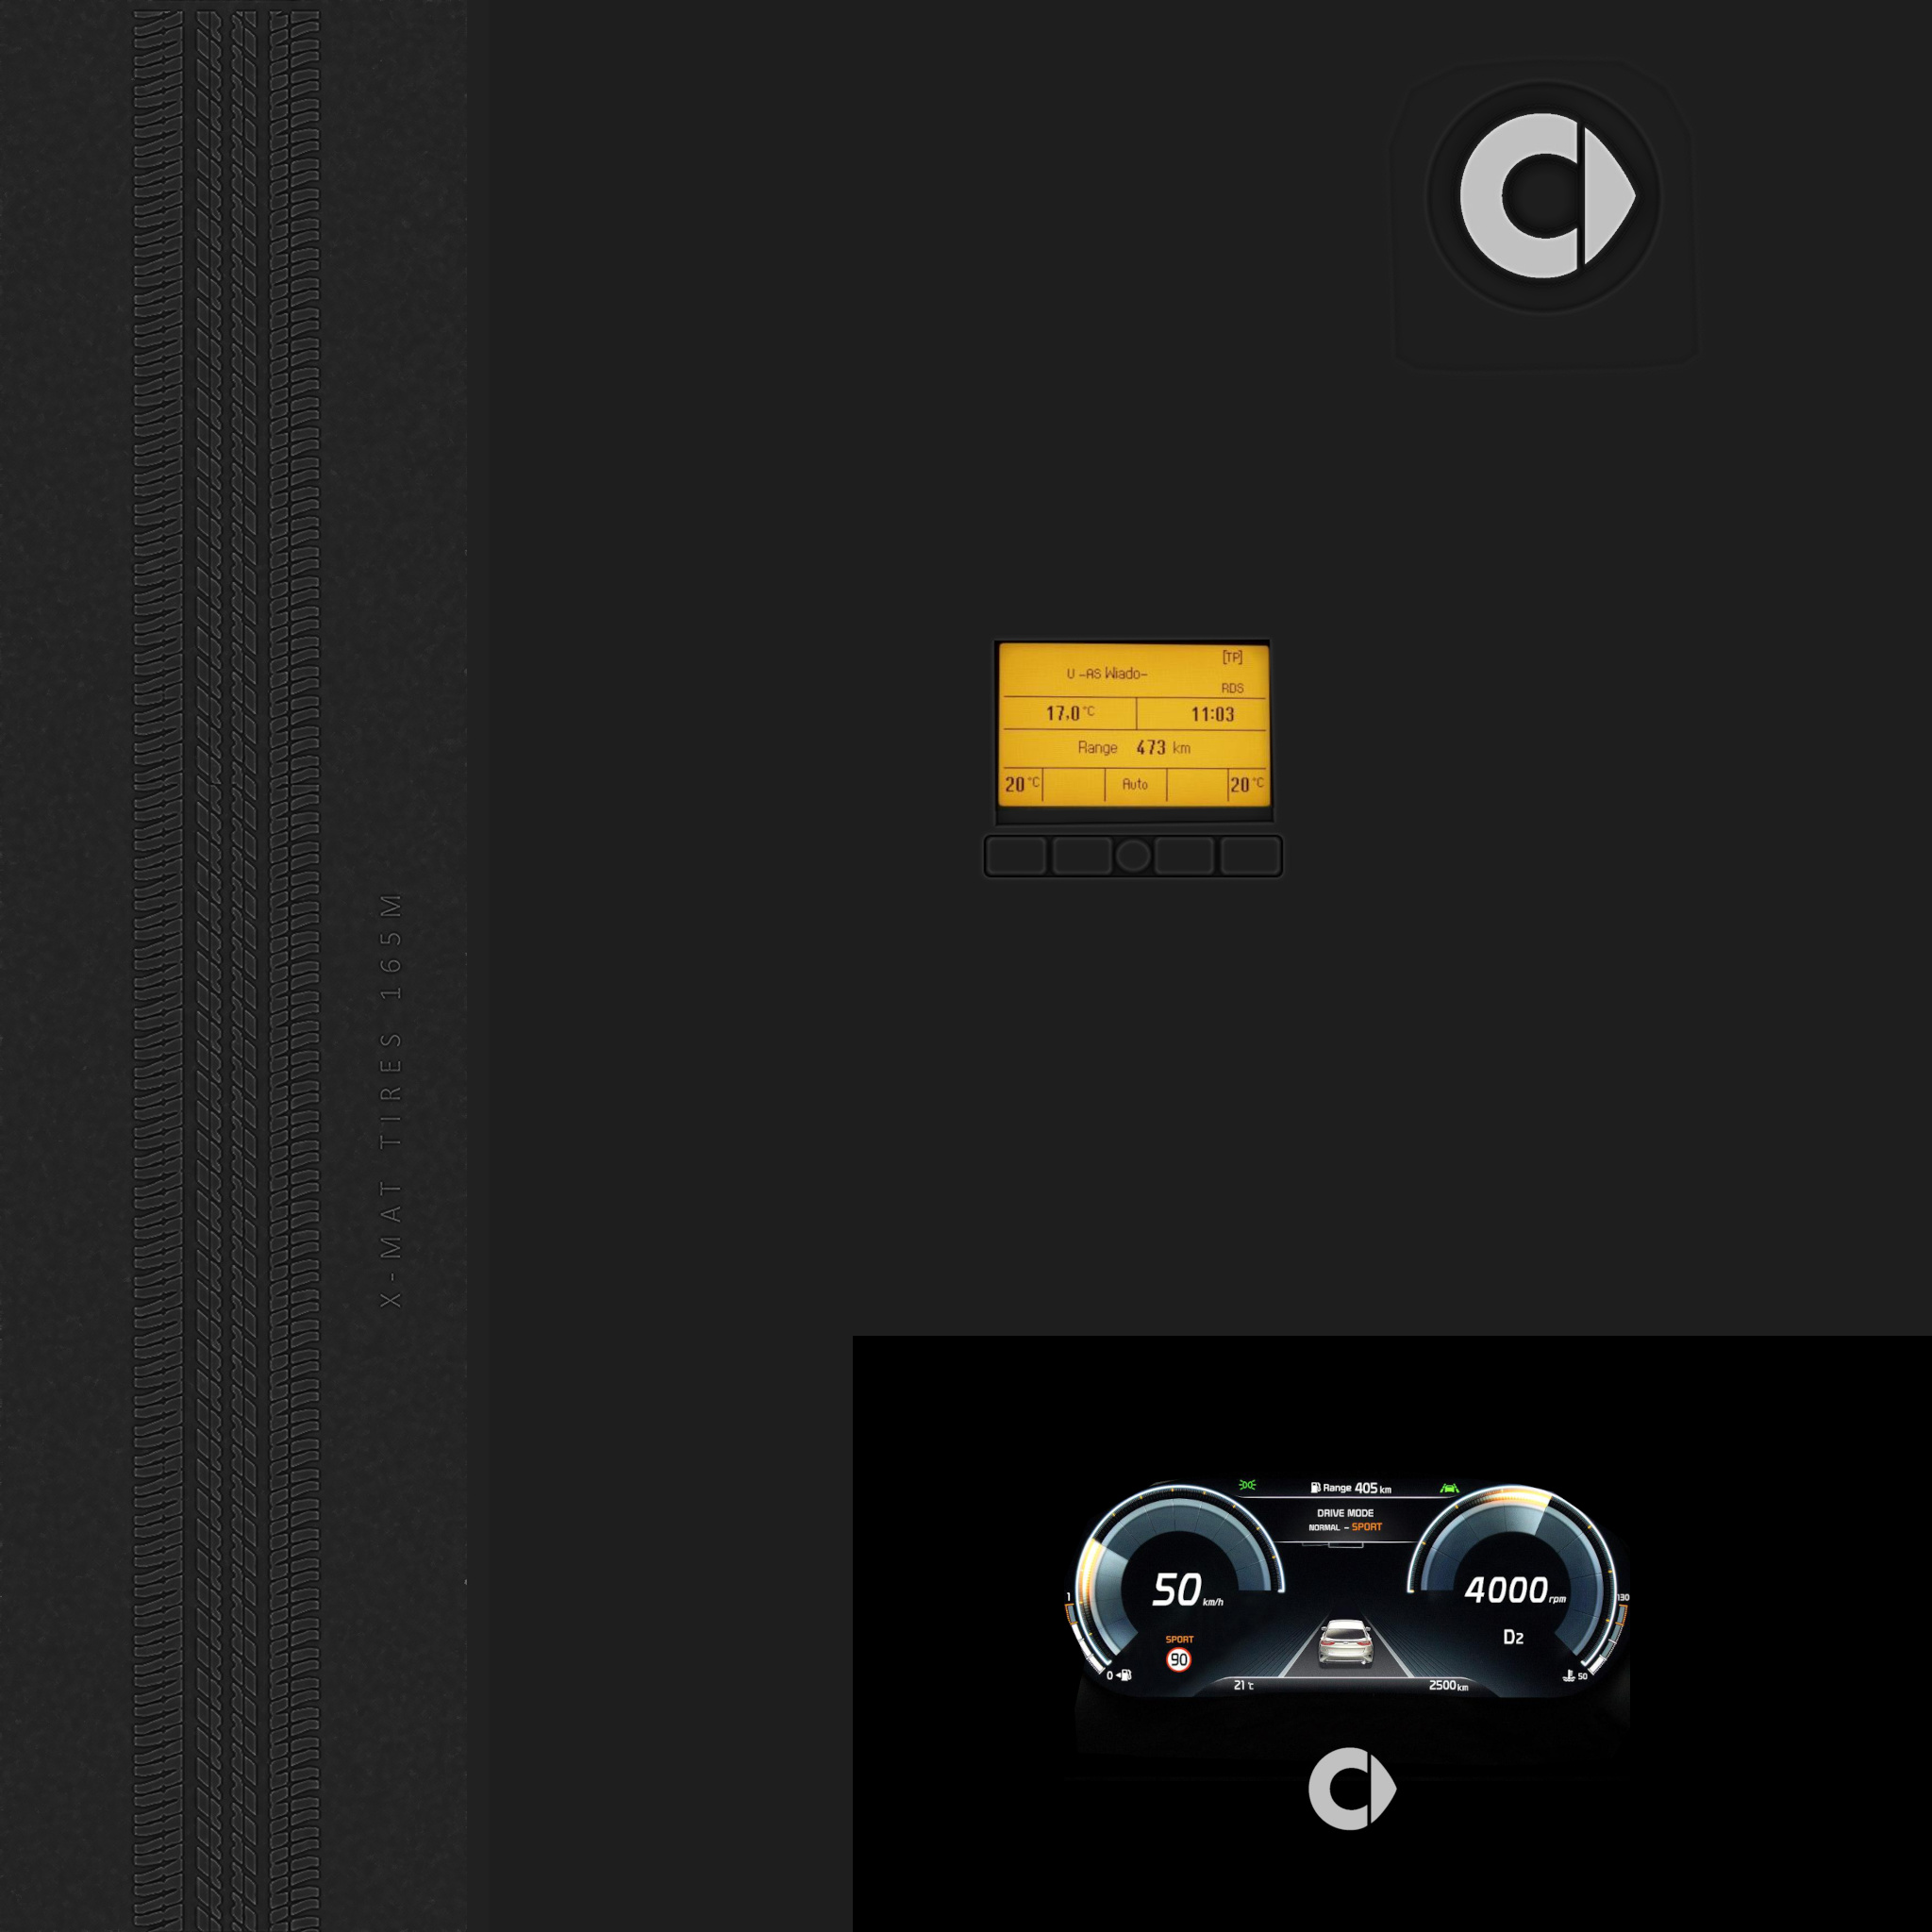 [TP]
U -AS Wiado-
RDS
17,0 °C
11:03
Range 473 km
20 °C
Auto
20 °C
X-MAT TIRES 165M
Range 405 km
DRIVE MODE
NORMAL - SPORT
50 km/h
4000 rpm
1
130
D2
SPORT
90
0
50
21 °C
2500 km